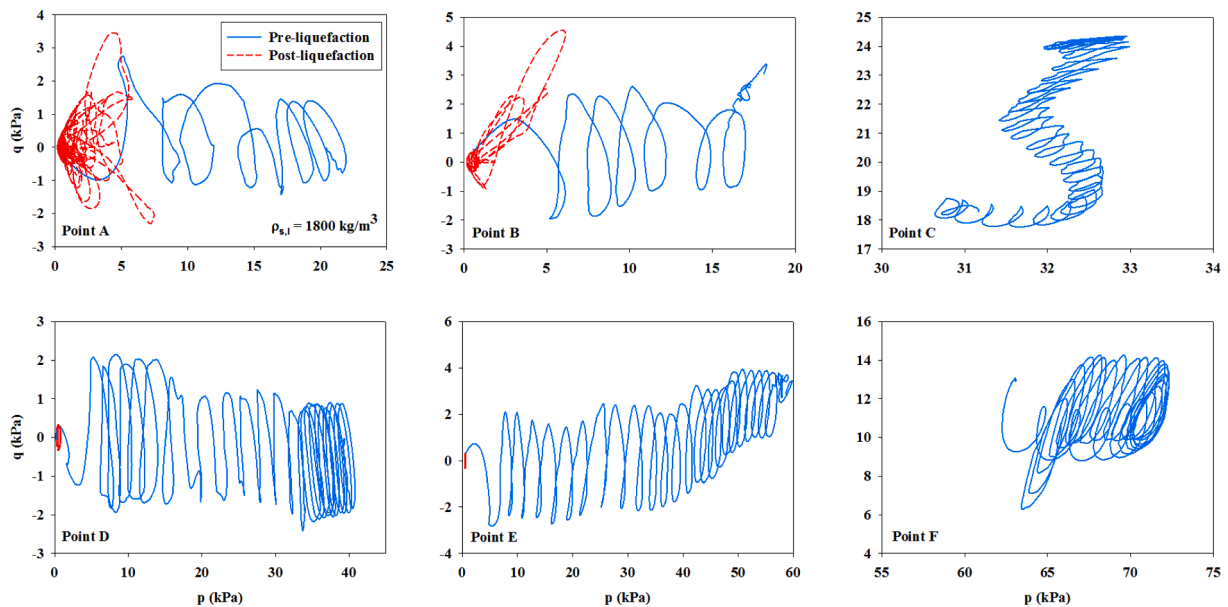 q (kPa)
4
3
2
1
0
-1
-2
-3
0 5 10 15 20 25
Pre-liquefaction
Post-liquefaction
Point A
ρs,l = 1800 kg/m³
5
4
3
2
1
0
-1
-2
-3
0 5 10 15 20
Point B
25
24
23
22
21
20
19
18
17
30 31 32 33 34
Point C
q (kPa)
3
2
1
0
-1
-2
-3
0 10 20 30 40
Point D
p (kPa)
6
4
2
0
-2
-4
0 10 20 30 40 50 60
Point E
p (kPa)
16
14
12
10
8
6
4
55 60 65 70 75
Point F
p (kPa)